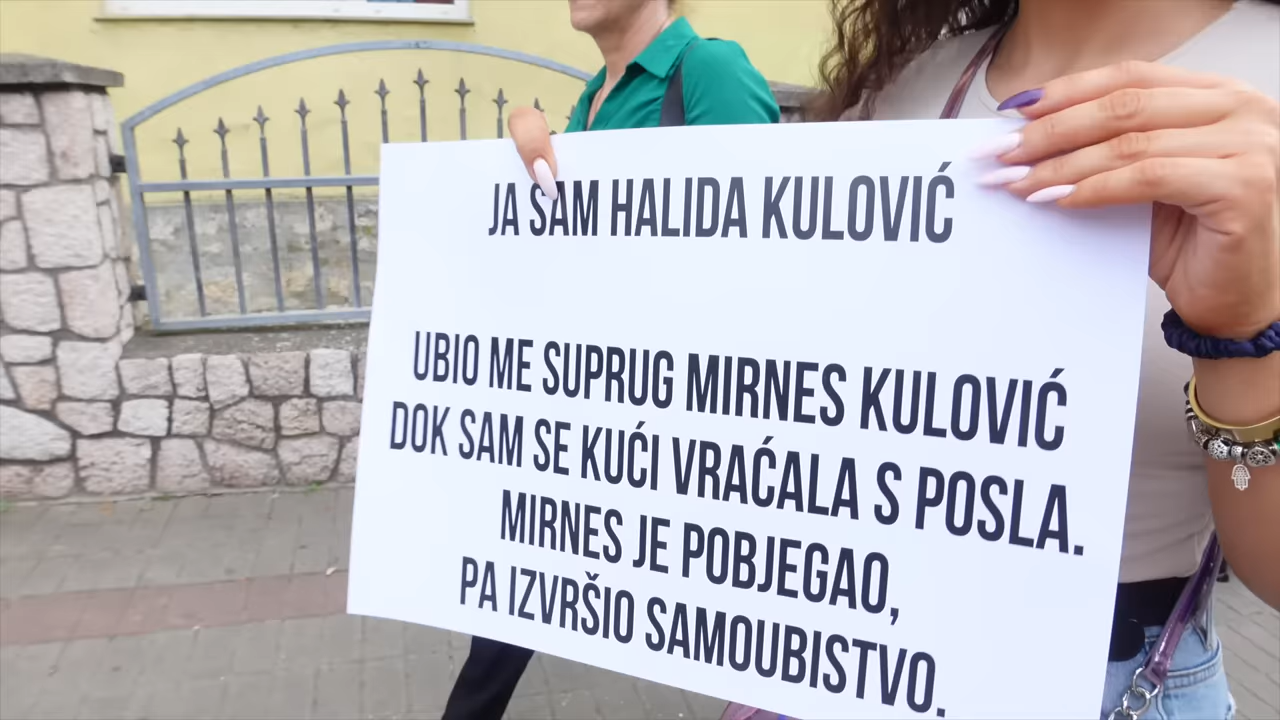 JA SAM HALIDA KULOVIĆ
UBIO ME SUPRUG MIRNES KULOVIĆ
DOK SAM SE KUĆI VRAĆALA S POSLA.
MIRNES JE POBJEGAO,
PA IZVRŠIO SAMOUBISTVO.